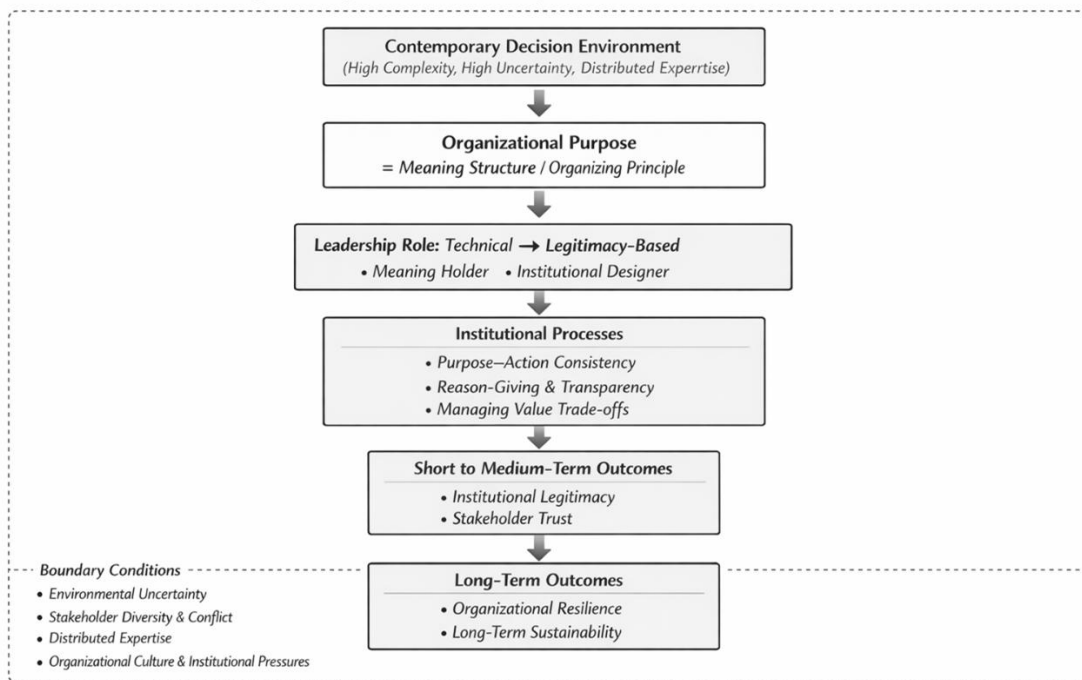 Contemporary Decision Environment
(High Complexity, High Uncertainty, Distributed Experrtise)
Organizational Purpose
= Meaning Structure / Organizing Principle
Leadership Role: Technical → Legitimacy-Based
• Meaning Holder • Institutional Designer
Institutional Processes
• Purpose—Action Consistency
• Reason-Giving & Transparency
• Managing Value Trade-offs
Short to Medium-Term Outcomes
• Institutional Legitimacy
• Stakeholder Trust
Long-Term Outcomes
• Organizational Resilience
• Long-Term Sustainability
Boundary Conditions
• Environmental Uncertainty
• Stakeholder Diversity & Conflict
• Distributed Expertise
• Organizational Culture & Institutional Pressures